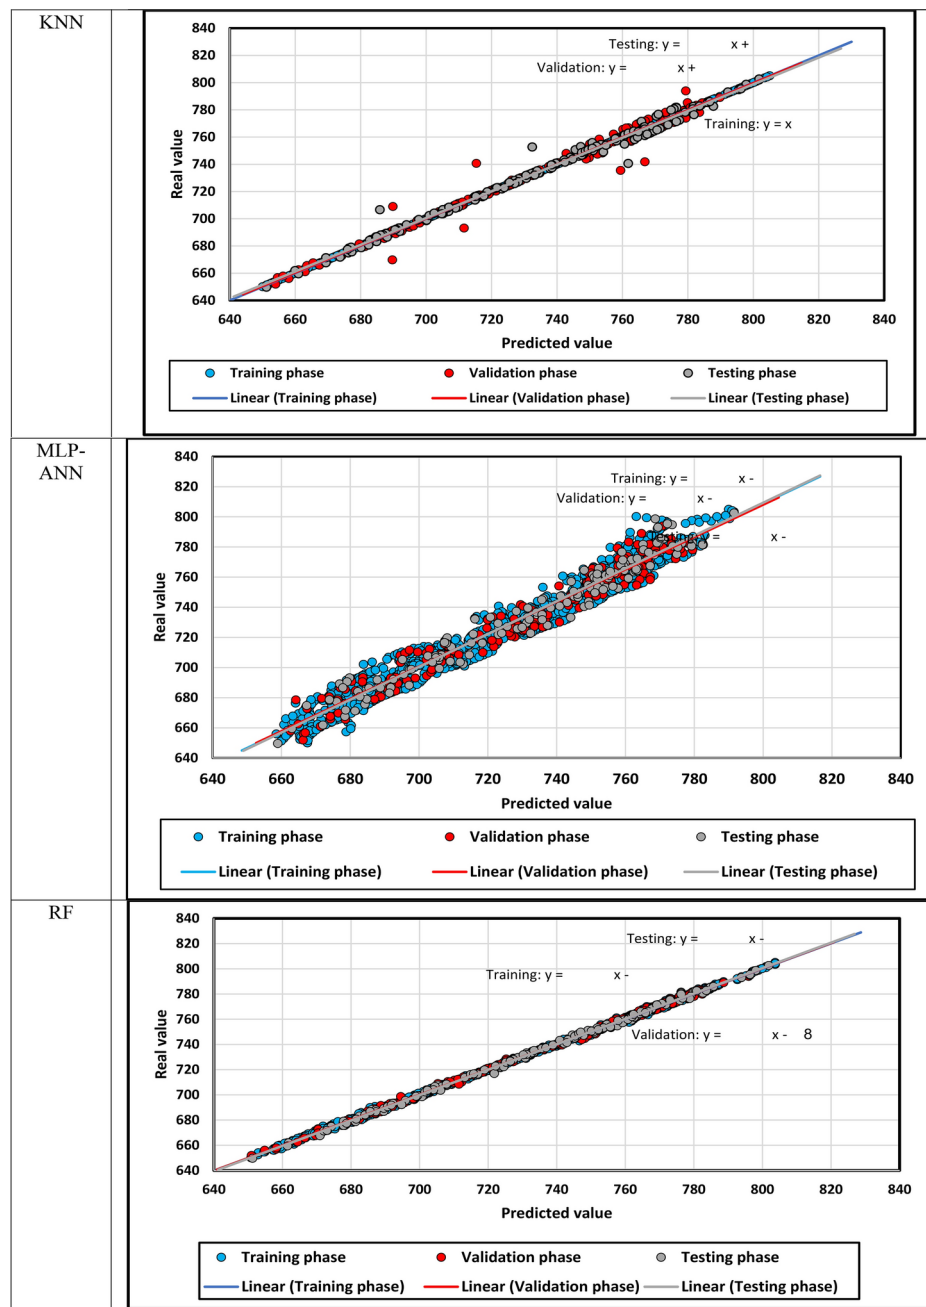 KNN
840
820
800
780
760
740
720
700
680
660
640
Real value
Testing: y = x +
Validation: y = x +
Training: y = x
640 660 680 700 720 740 760 780 800 820 840
Predicted value
Training phase Validation phase Testing phase
Linear (Training phase) Linear (Validation phase) Linear (Testing phase)
MLP-
ANN
840
820
800
780
760
740
720
700
680
660
640
Real value
Training: y = x -
Validation: y = x -
Testing: y = x -
640 660 680 700 720 740 760 780 800 820 840
Predicted value
Training phase Validation phase Testing phase
Linear (Training phase) Linear (Validation phase) Linear (Testing phase)
RF
840
820
800
780
760
740
720
700
680
660
640
Real value
Testing: y = x -
Training: y = x -
Validation: y = x - 8
640 660 680 700 720 740 760 780 800 820 840
Predicted value
Training phase Validation phase Testing phase
Linear (Training phase) Linear (Validation phase) Linear (Testing phase)